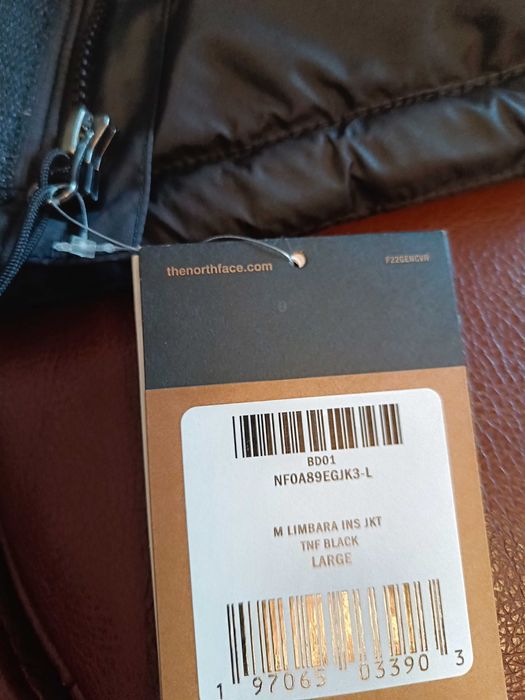 thenorthface.com
F22GENCVR
BD01
NF0A89EGJK3-L
M LIMBARA INS JKT
TNF BLACK
LARGE
1 97065 03390 3